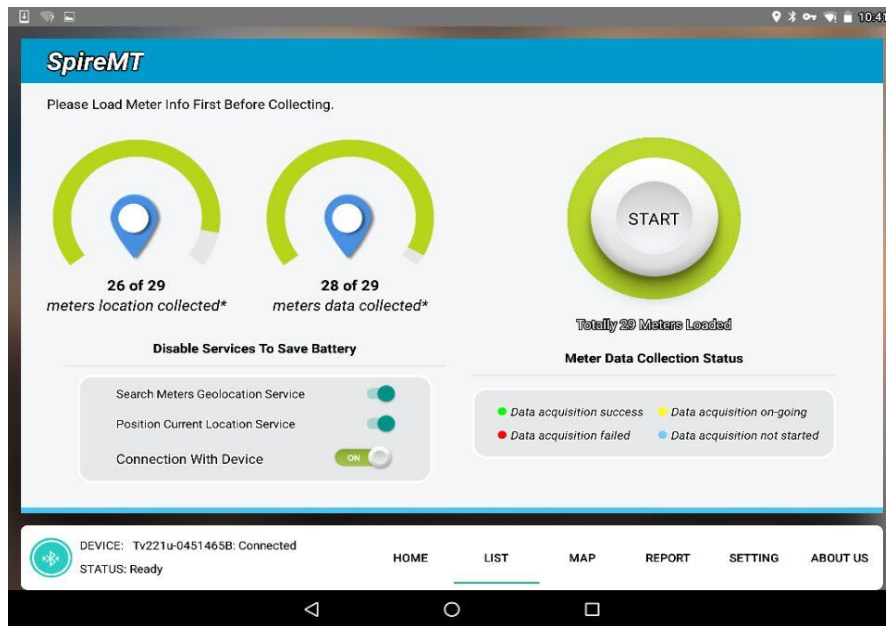 10:41
SpireMT
Please Load Meter Info First Before Collecting.
START
26 of 29
meters location collected*
28 of 29
meters data collected*
Totally 29 Meters Loaded
Disable Services To Save Battery
Meter Data Collection Status
Search Meters Geolocation Service
Position Current Location Service
Connection With Device
ON
Data acquisition success
Data acquisition on-going
Data acquisition failed
Data acquisition not started
DEVICE: Tv221u-0451465B: Connected
STATUS: Ready
HOME LIST MAP REPORT SETTING ABOUT US